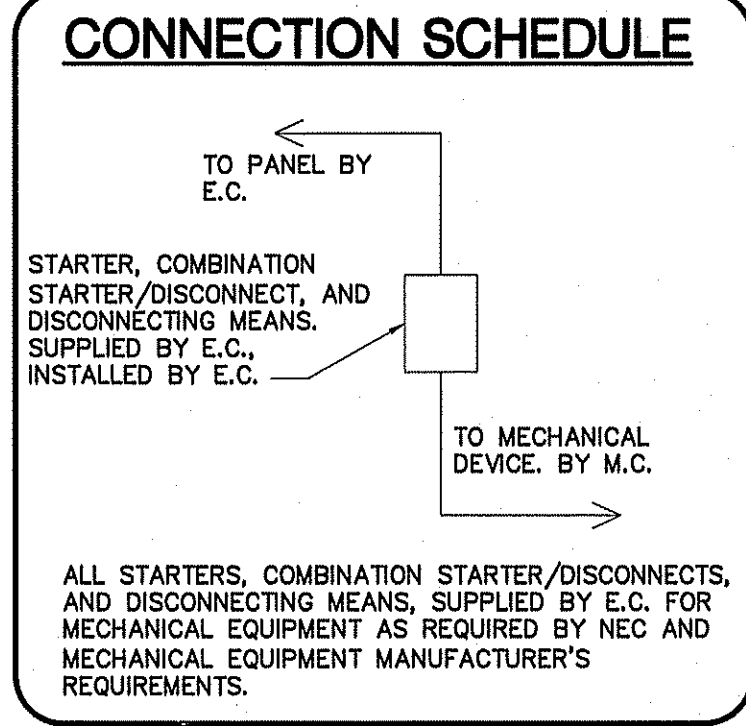 CONNECTION SCHEDULE
TO PANEL BY
E.C.
STARTER, COMBINATION
STARTER/DISCONNECT, AND
DISCONNECTING MEANS.
SUPPLIED BY E.C.,
INSTALLED BY E.C.
TO MECHANICAL
DEVICE. BY M.C.
ALL STARTERS, COMBINATION STARTER/DISCONNECTS,
AND DISCONNECTING MEANS, SUPPLIED BY E.C. FOR
MECHANICAL EQUIPMENT AS REQUIRED BY NEC AND
MECHANICAL EQUIPMENT MANUFACTURER'S
REQUIREMENTS.